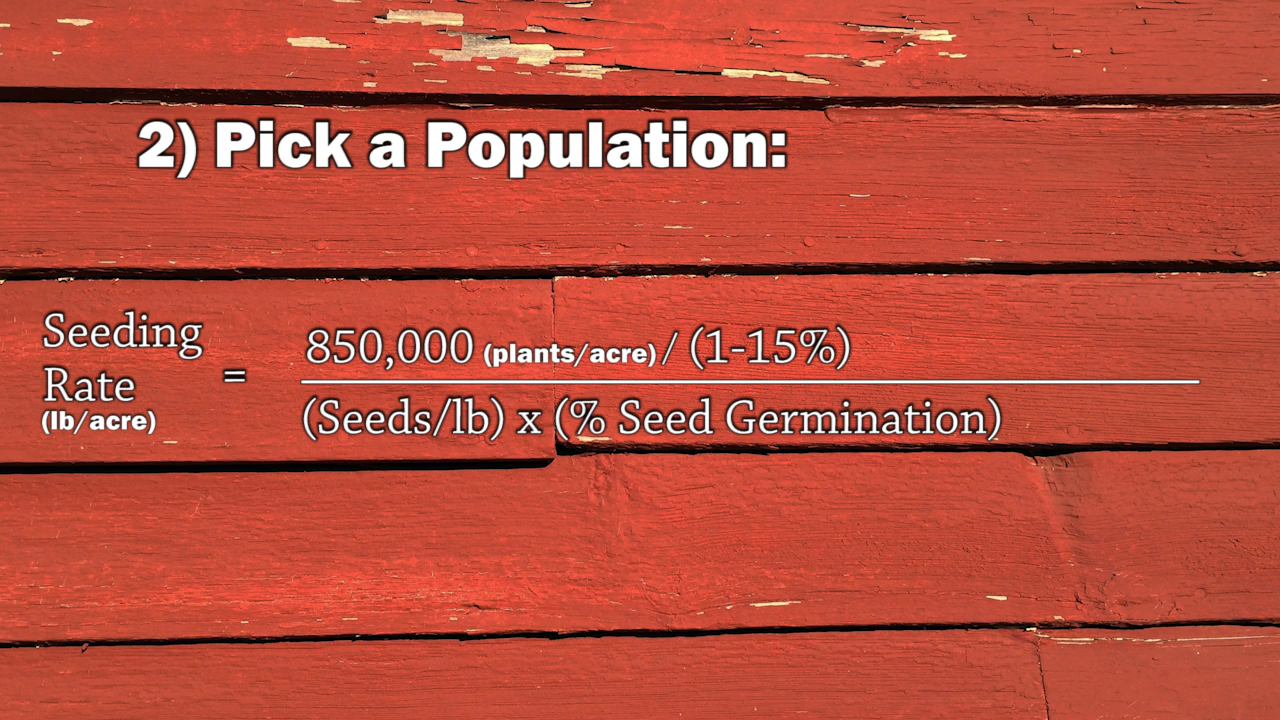 2) Pick a Population:
Seeding
Rate
(lb/acre)
=
850,000 (plants/acre) / (1-15%)
(Seeds/lb) x (% Seed Germination)